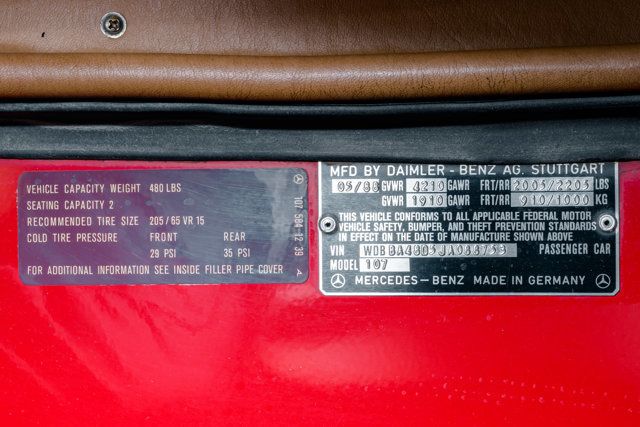 VEHICLE CAPACITY WEIGHT 480 LBS
SEATING CAPACITY 2
RECOMMENDED TIRE SIZE 205/65 VR 15
COLD TIRE PRESSURE FRONT REAR
29 PSI 35 PSI
FOR ADDITIONAL INFORMATION SEE INSIDE FILLER PIPE COVER
107 584 12 39 A
MFD BY DAIMLER - BENZ AG. STUTTGART
05/88 GVWR 4210 GAWR FRT/RR 2005/2205 LBS
GVWR 1910 GAWR FRT/RR 910/1000 KG
THIS VEHICLE CONFORMS TO ALL APPLICABLE FEDERAL MOTOR
VEHICLE SAFETY, BUMPER, AND THEFT PREVENTION STANDARDS
IN EFFECT ON THE DATE OF MANUFACTURE SHOWN ABOVE
VIN PASSENGER CAR
MODEL 107
MERCEDES-BENZ MADE IN GERMANY